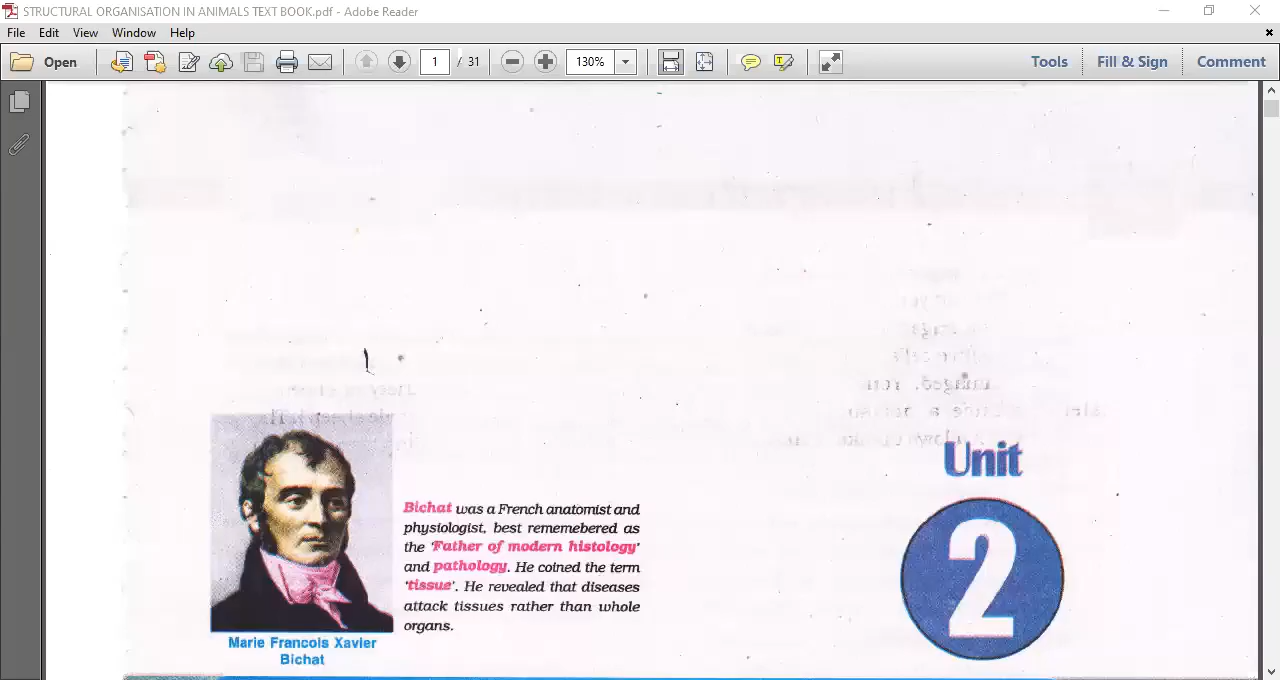 STRUCTURAL ORGANISATION IN ANIMALS TEXT BOOK.pdf - Adobe Reader
File Edit View Window Help
Open 1 / 31 130% Tools Fill & Sign Comment
Unit
2
Bichat was a French anatomist and
physiologist, best rememebered as
the 'Father of modern histology'
and pathology. He coined the term
'tissue'. He revealed that diseases
attack tissues rather than whole
organs.
Marie Francois Xavier
Bichat